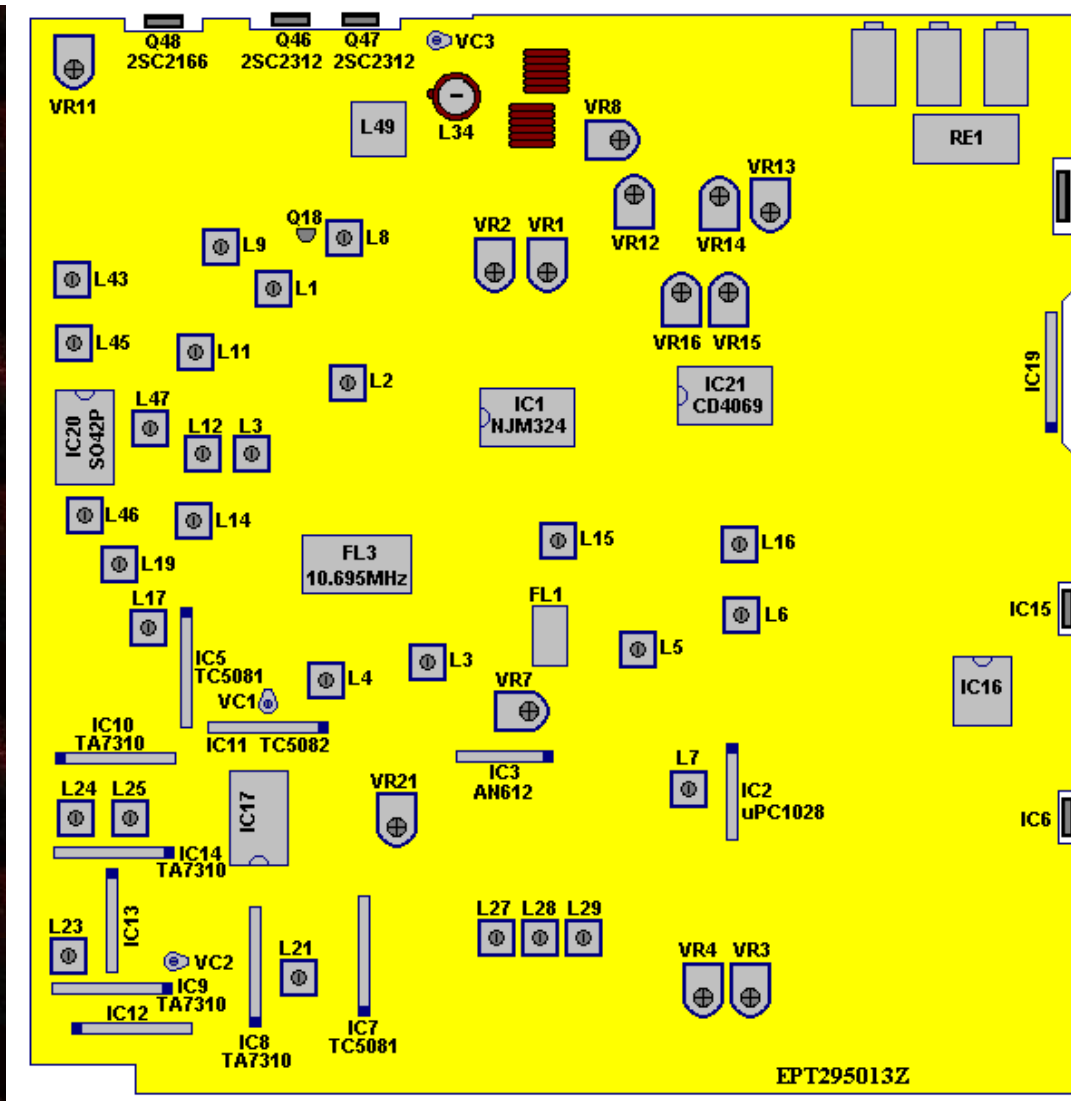 Q48
2SC2166
Q46
2SC2312
Q47
2SC2312
VC3
VR11
L49
L34
VR8
RE1
VR13
VR12
VR14
Q18
L9
L8
VR2
VR1
L43
L1
VR16
VR15
L45
L11
L2
IC19
IC21
CD4069
IC1
NJM324
L47
IC20
SO42P
L12
L3
L46
L14
L15
L16
FL3
10.695MHz
L19
L17
FL1
L6
IC15
L5
IC5
TC5081
L3
L4
VC1
VR7
IC16
IC10
TA7310
IC11
TC5082
IC3
AN612
L7
IC2
uPC1028
L24
L25
IC17
VR21
IC6
IC14
TA7310
IC13
L23
VC2
L21
L27
L28
L29
VR4
VR3
IC9
TA7310
IC12
IC8
TA7310
IC7
TC5081
EPT295013Z